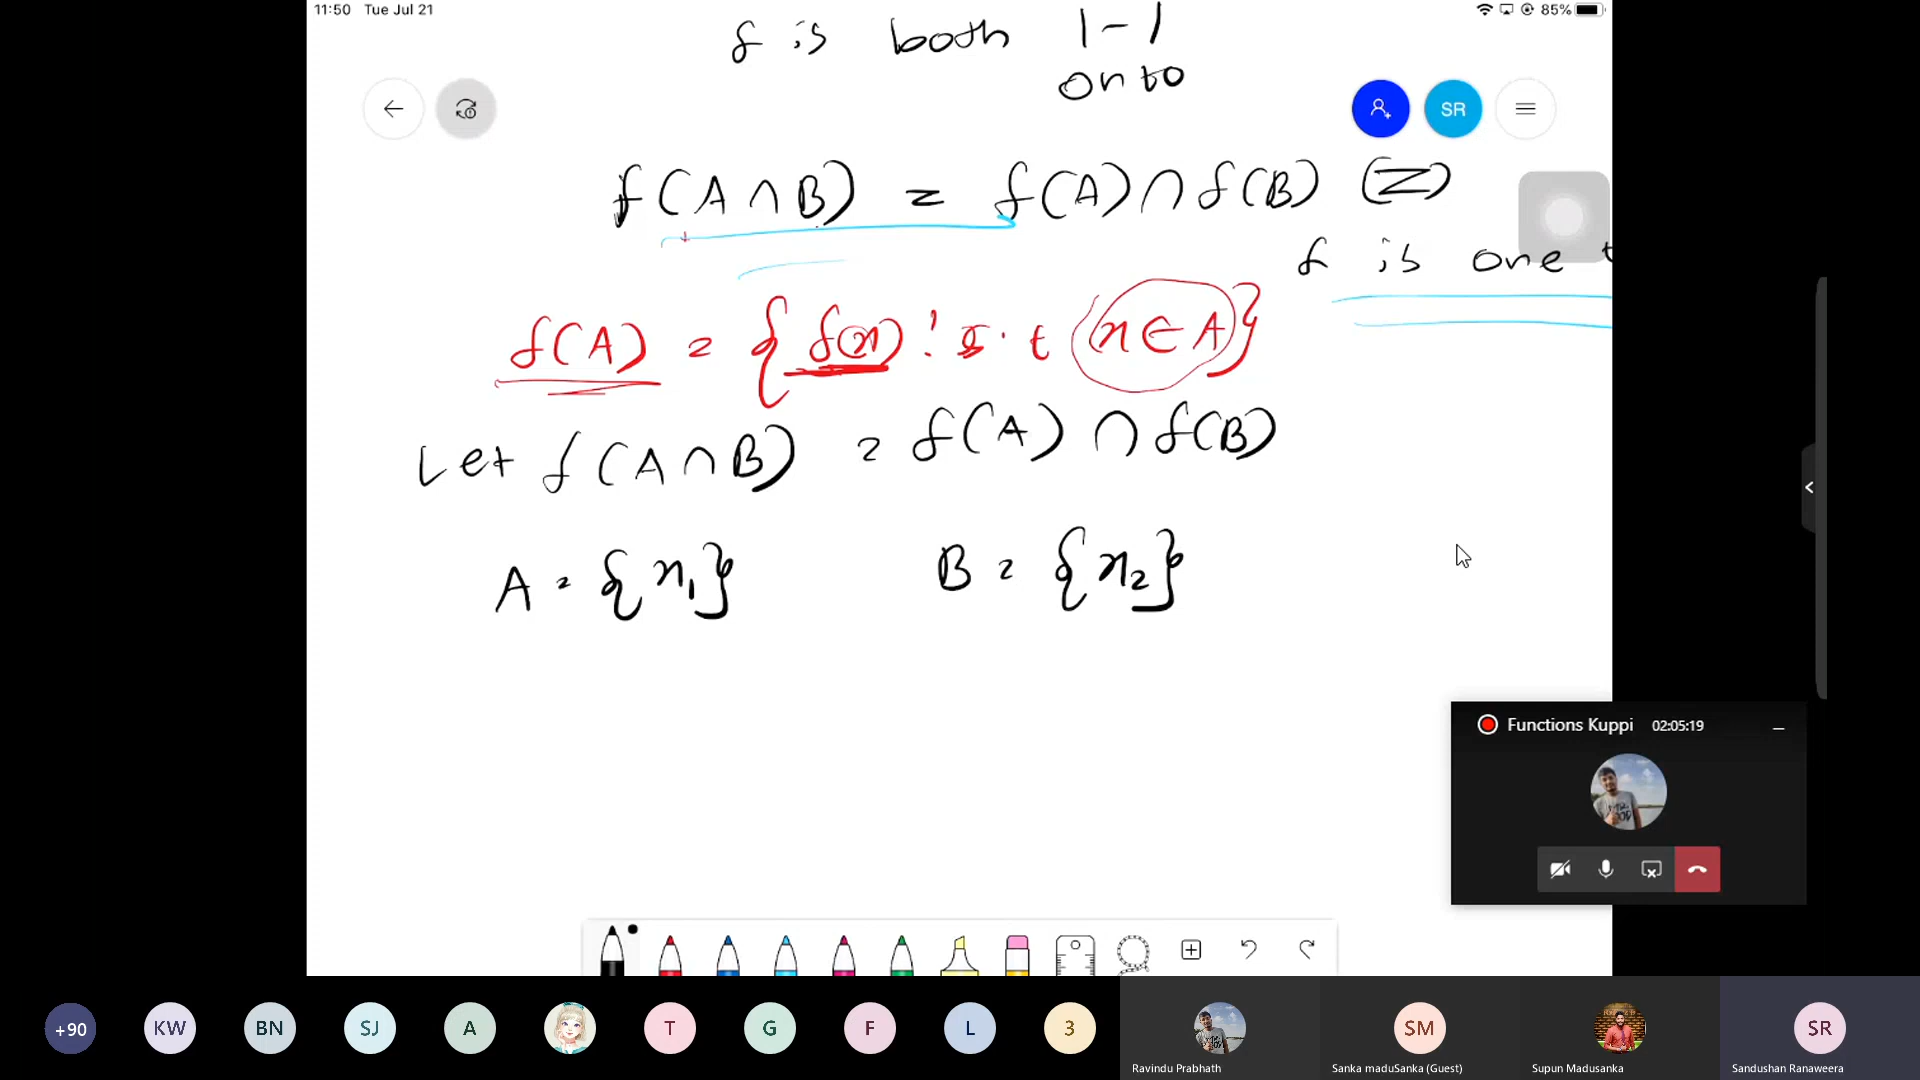 11:50 Tue Jul 21 85%
f is both 1-1
onto
SR
f(A ∩ B) = f(A) ∩ f(B) (Z)
f is one t
f(A) = { f(x) : s.t (x ∈ A }
Let f(A ∩ B) = f(A) ∩ f(B)
A = {x₁} B = {x₂}
Functions Kuppi 02:05:19
+90 KW BN SJ A T G F L 3 SM SR
Ravindu Prabhath Sanka maduSanka (Guest) Supun Madusanka Sandushan Ranaweera